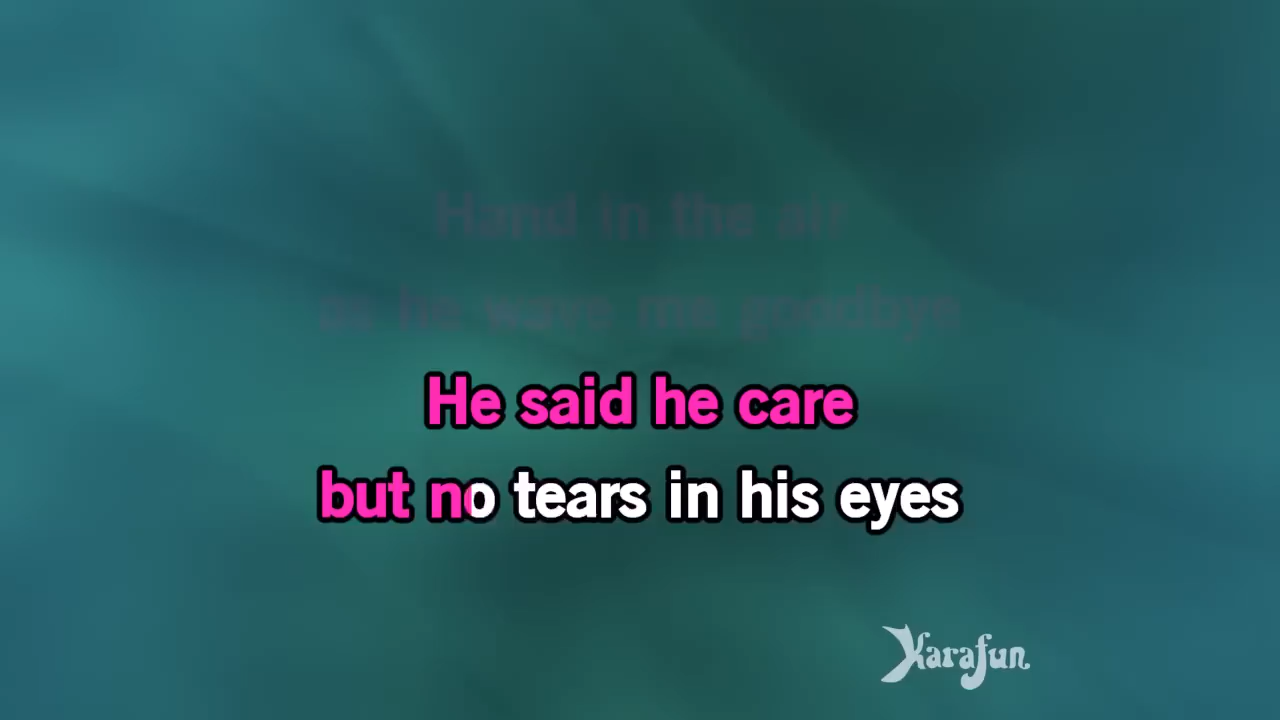 Hand in the air
as he wave me goodbye
He said he care
but no tears in his eyes
Karafun